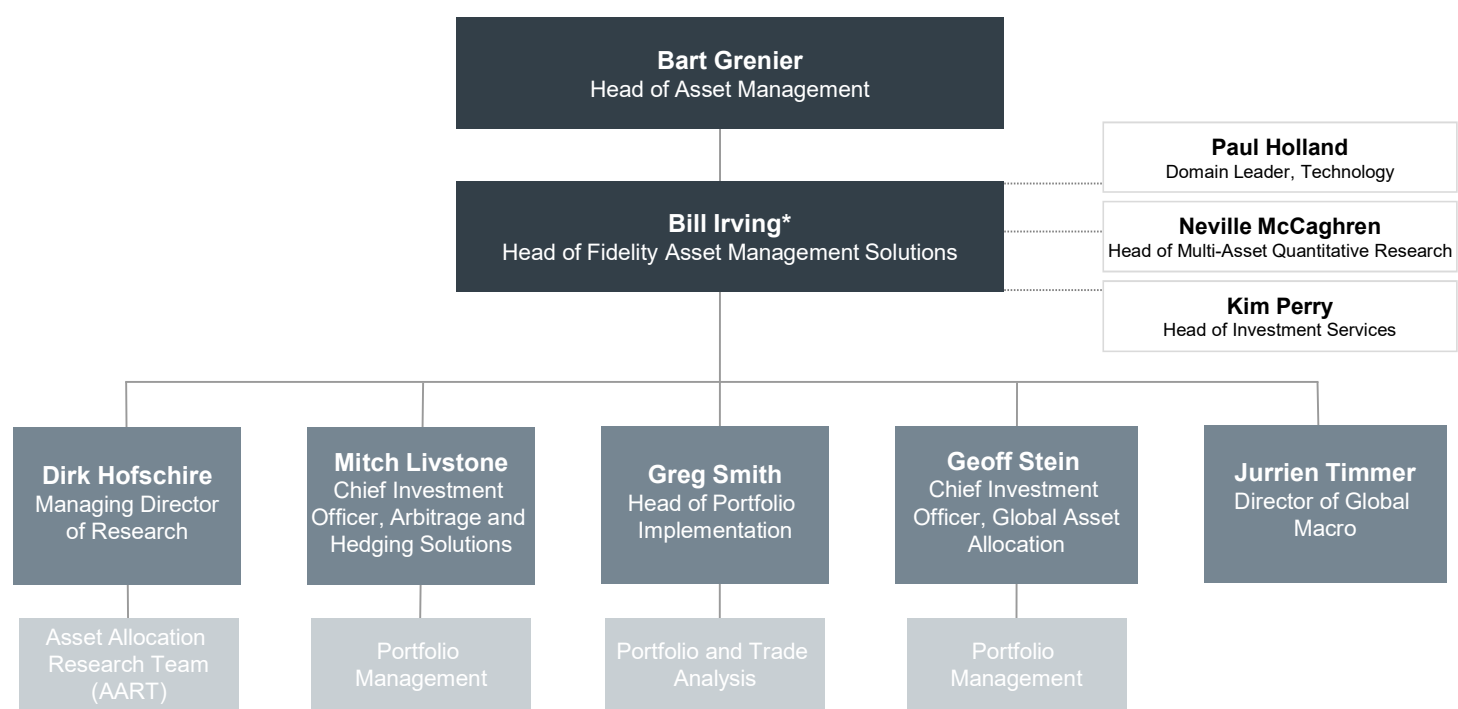 Bart Grenier
Head of Asset Management
Paul Holland
Domain Leader, Technology
Bill Irving*
Head of Fidelity Asset Management Solutions
Neville McCaghren
Head of Multi-Asset Quantitative Research
Kim Perry
Head of Investment Services
Dirk Hofschire
Managing Director
of Research
Mitch Livstone
Chief Investment
Officer, Arbitrage and
Hedging Solutions
Greg Smith
Head of Portfolio
Implementation
Geoff Stein
Chief Investment
Officer, Global Asset
Allocation
Jurrien Timmer
Director of Global
Macro
Asset Allocation
Research Team
(AART)
Portfolio
Management
Portfolio and Trade
Analysis
Portfolio
Management